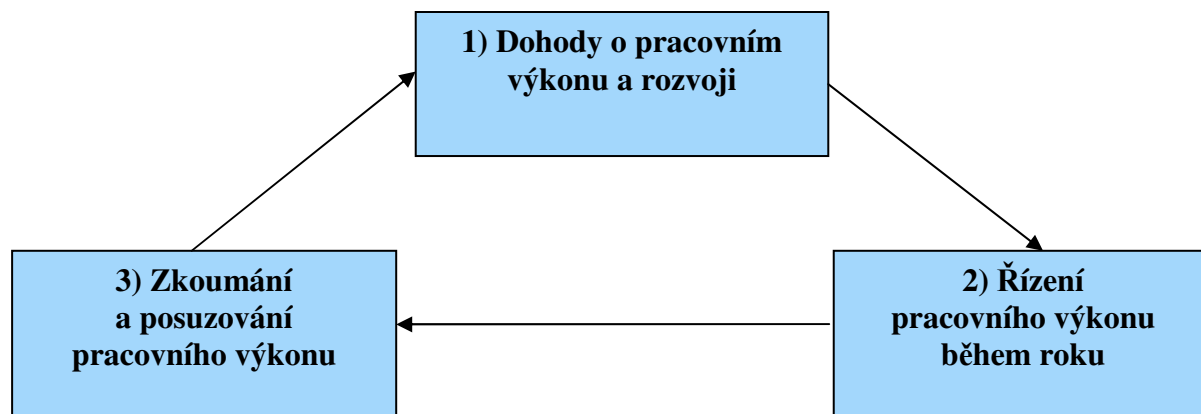 1) Dohody o pracovním
výkonu a rozvoji
2) Řízení
pracovního výkonu
během roku
3) Zkoumání
a posuzování
pracovního výkonu